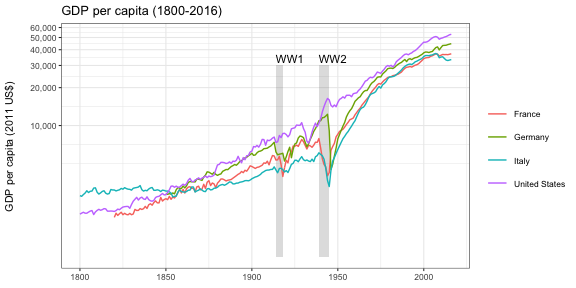 GDP per capita (1800-2016)
GDP per capita (2011 US$)
60,000
50,000
40,000
30,000
20,000
10,000
WW1
WW2
1800
1850
1900
1950
2000
France
Germany
Italy
United States